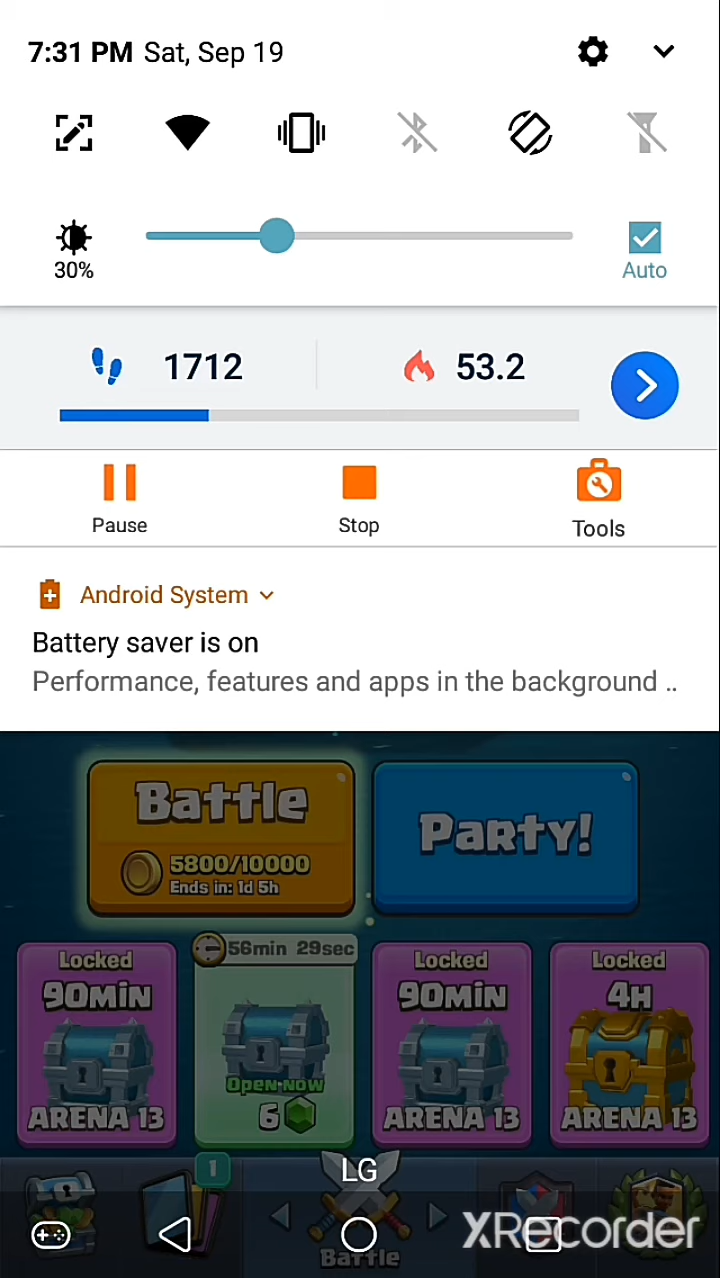 7:31 PM Sat, Sep 19
30%
Auto
1712
53.2
Pause
Stop
Tools
Android System
Battery saver is on
Performance, features and apps in the background ..
Battle
5800/10000
Ends in: 1d 5h
Party!
Locked
90min
ARENA 13
56min 29sec
Open now
6
Locked
90min
ARENA 13
Locked
4H
ARENA 13
1
LG
Battle
XRecorder